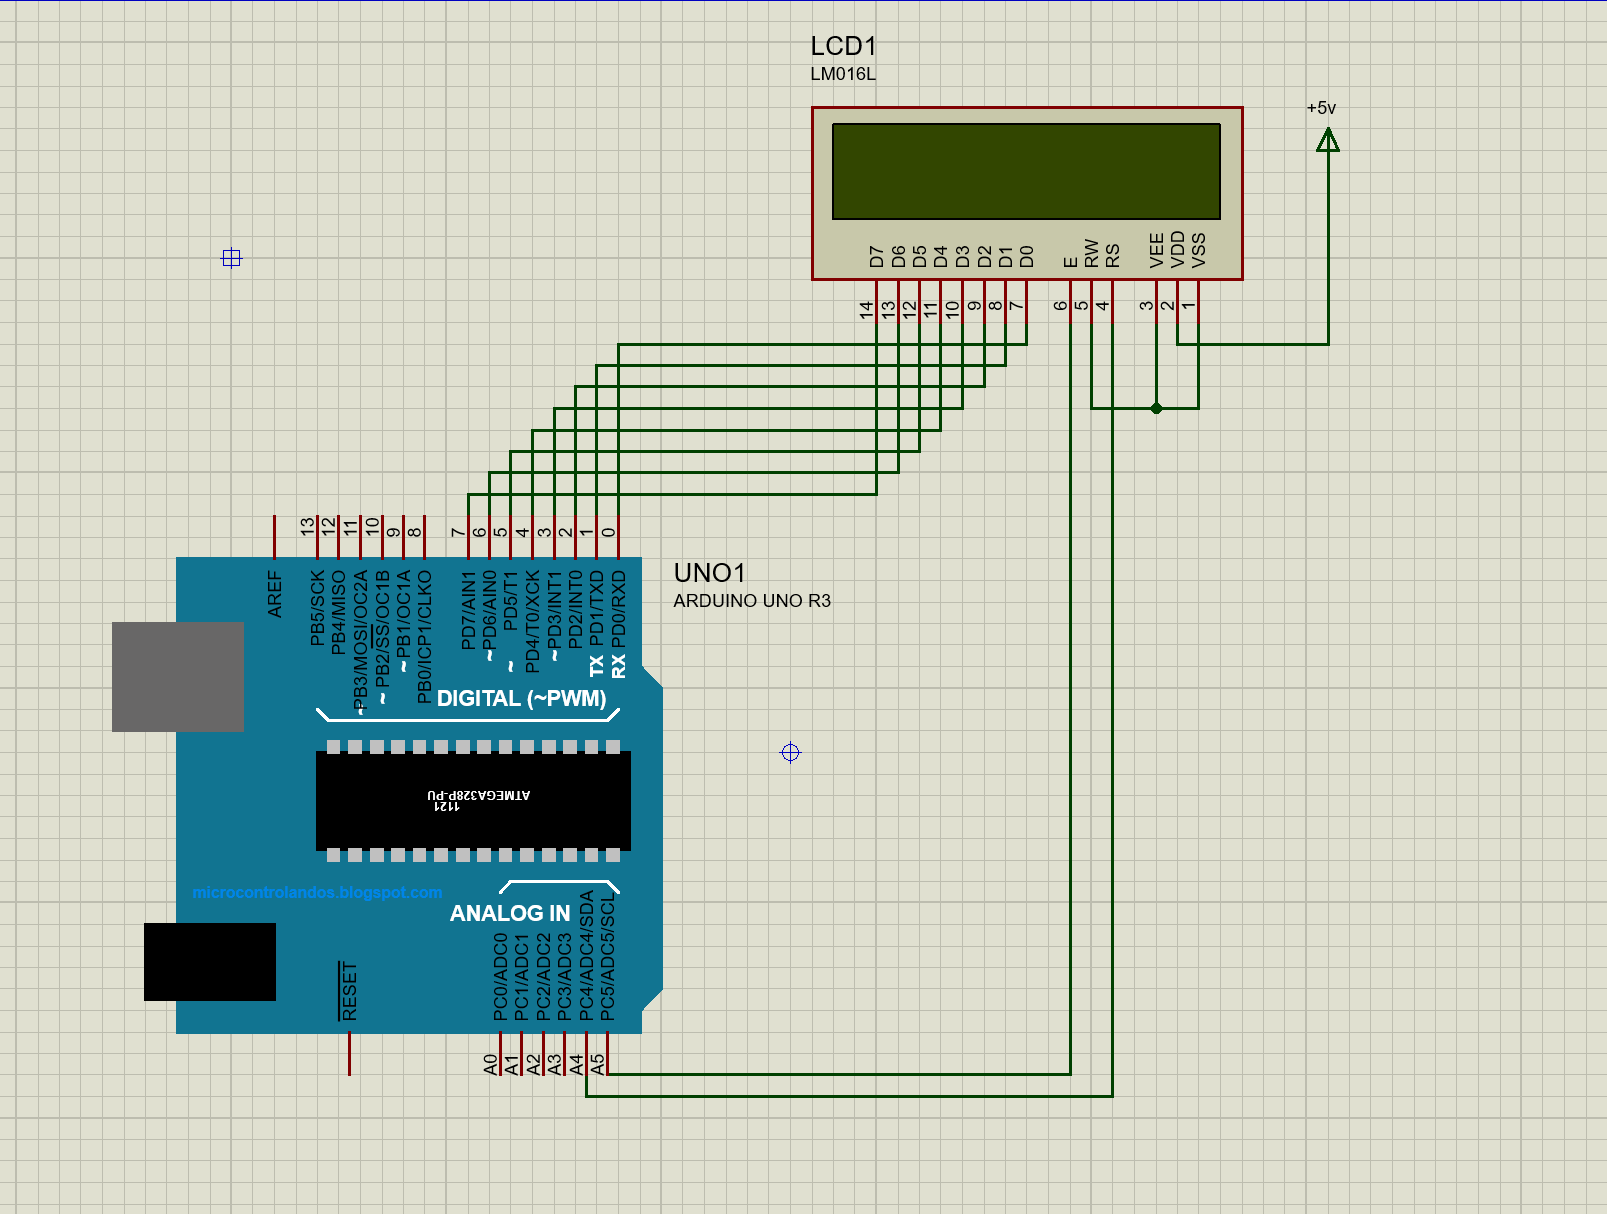 LCD1
LM016L
+5v
D7 D6 D5 D4 D3 D2 D1 D0 E RW RS VEE VDD VSS
14 13 12 11 10 9 8 7 6 5 4 3 2 1
13 12 11 10 9 8 7 6 5 4 3 2 1 0
AREF PB5/SCK PB4/MISO ~PB3/MOSI/OC2A ~PB2/SS/OC1B ~PB1/OC1A PB0/ICP1/CLKO PD7/AIN1 ~PD6/AIN0 ~PD5/T1 PD4/T0/XCK ~PD3/INT1 PD2/INT0 TX PD1/TXD RX PD0/RXD
UNO1
ARDUINO UNO R3
DIGITAL (~PWM)
ATMEGA328P-PU
1121
microcontrolandos.blogspot.com
ANALOG IN
RESET PC0/ADC0 PC1/ADC1 PC2/ADC2 PC3/ADC3 PC4/ADC4/SDA PC5/ADC5/SCL
A0 A1 A2 A3 A4 A5